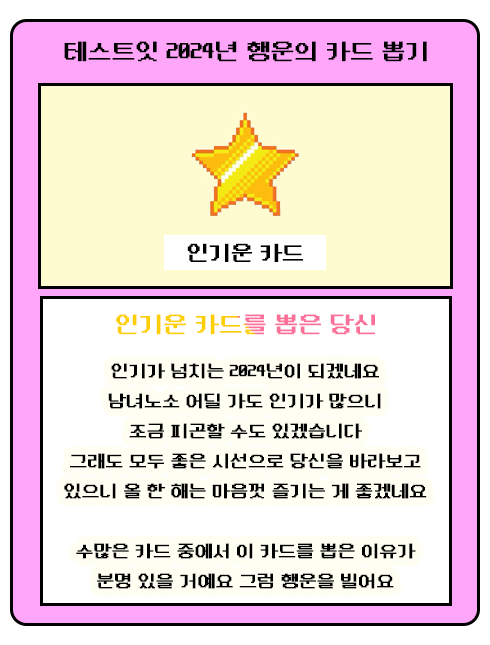 테스트잇 2024년 행운의 카드 뽑기
인기운 카드
인기운 카드를 뽑은 당신
인기가 넘치는 2024년이 되겠네요
남녀노소 어딜 가도 인기가 많으니
조금 피곤할 수도 있겠습니다
그래도 모두 좋은 시선으로 당신을 바라보고
있으니 올 한 해는 마음껏 즐기는 게 좋겠네요
수많은 카드 중에서 이 카드를 뽑은 이유가
분명 있을 거예요 그럼 행운을 빌어요